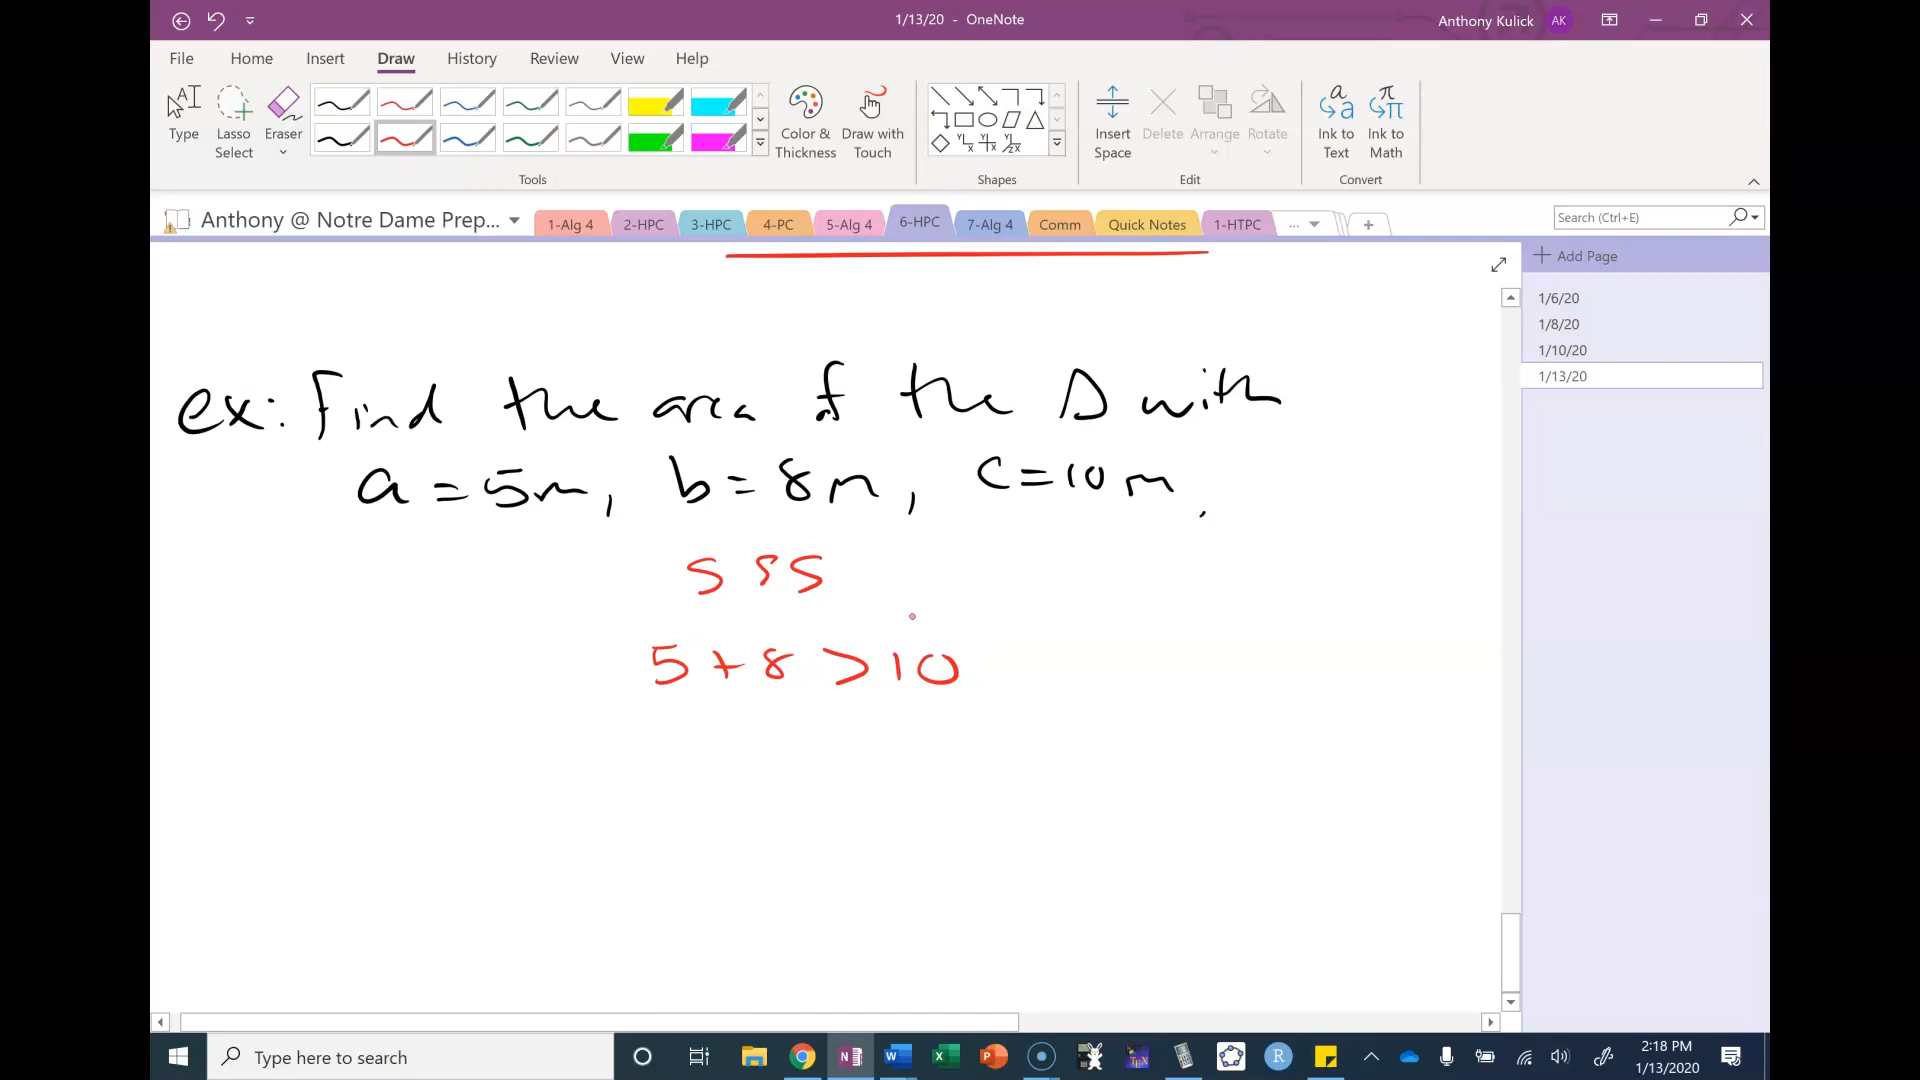 1/13/20 - OneNote
Anthony Kulick AK
File Home Insert Draw History Review View Help
Type
Lasso Select
Eraser
Color & Thickness
Draw with Touch
Insert Space
Delete
Arrange
Rotate
Ink to Text
Ink to Math
Tools
Shapes
Edit
Convert
Anthony @ Notre Dame Prep...
1-Alg 4 2-HPC 3-HPC 4-PC 5-Alg 4 6-HPC 7-Alg 4 Comm Quick Notes 1-HTPC ... +
Search (Ctrl+E)
Add Page
1/6/20
1/8/20
1/10/20
1/13/20
ex: Find the area of the Δ with
a = 5m, b = 8m, c = 10m.
SSS
5 + 8 > 10
Type here to search
2:18 PM
1/13/2020